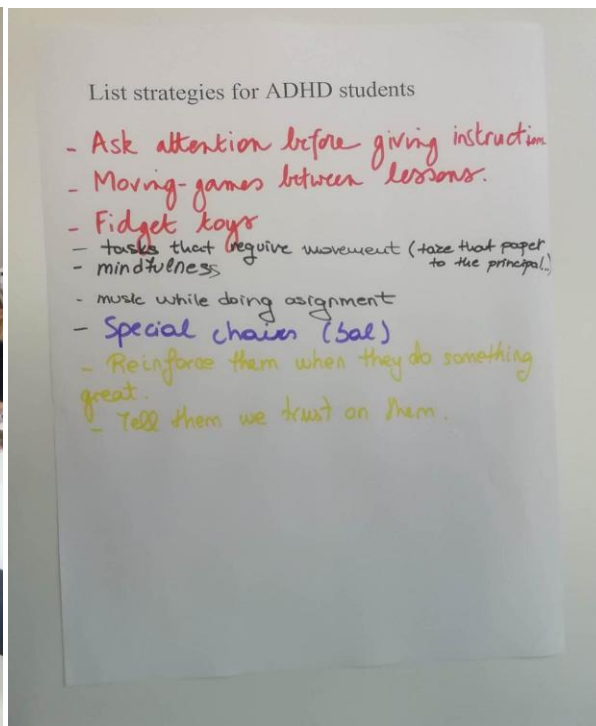 List strategies for ADHD students
- Ask attention before giving instruction
- Moving-games between lessons.
- Fidget toys
- tasks that require movement (take that paper
to the principal..)
- mindfulness
- music while doing asignment
- Special chairs (bal)
- Reinforce them when they do something
great.
- Tell them we trust on them.